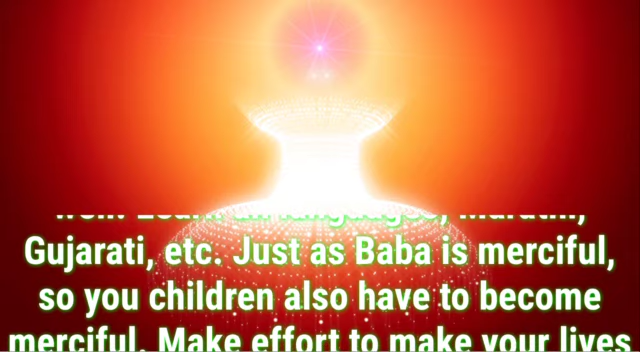 Gujarati, etc. Just as Baba is merciful,
so you children also have to become
merciful. Make effort to make your lives